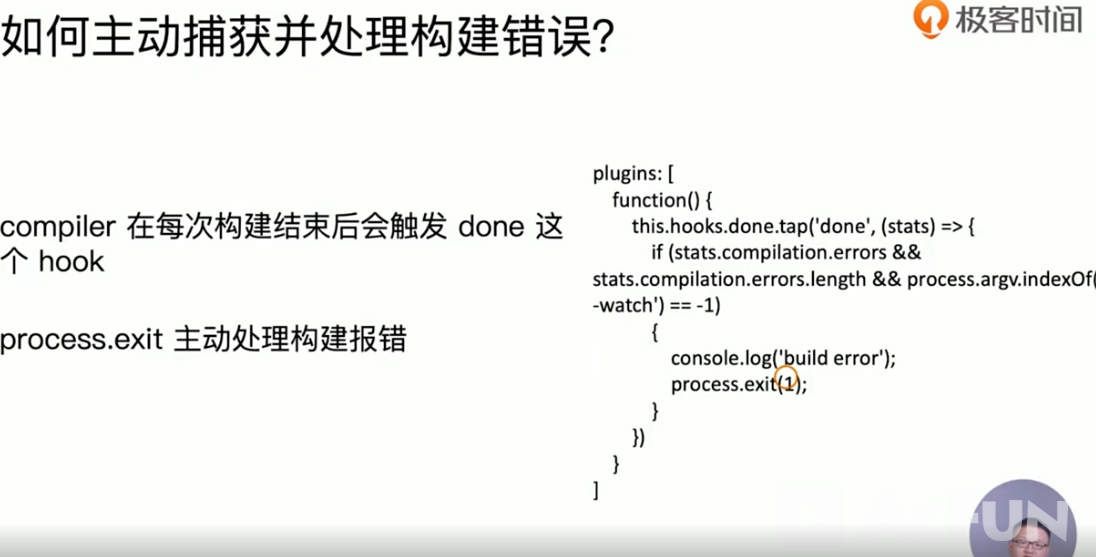 如何主动捕获并处理构建错误?
极客时间
compiler 在每次构建结束后会触发 done 这
个 hook
process.exit 主动处理构建报错
plugins: [
function() {
this.hooks.done.tap('done', (stats) => {
if (stats.compilation.errors &&
stats.compilation.errors.length && process.argv.indexOf(
-watch') == -1)
{
console.log('build error');
process.exit(1);
}
})
}
]